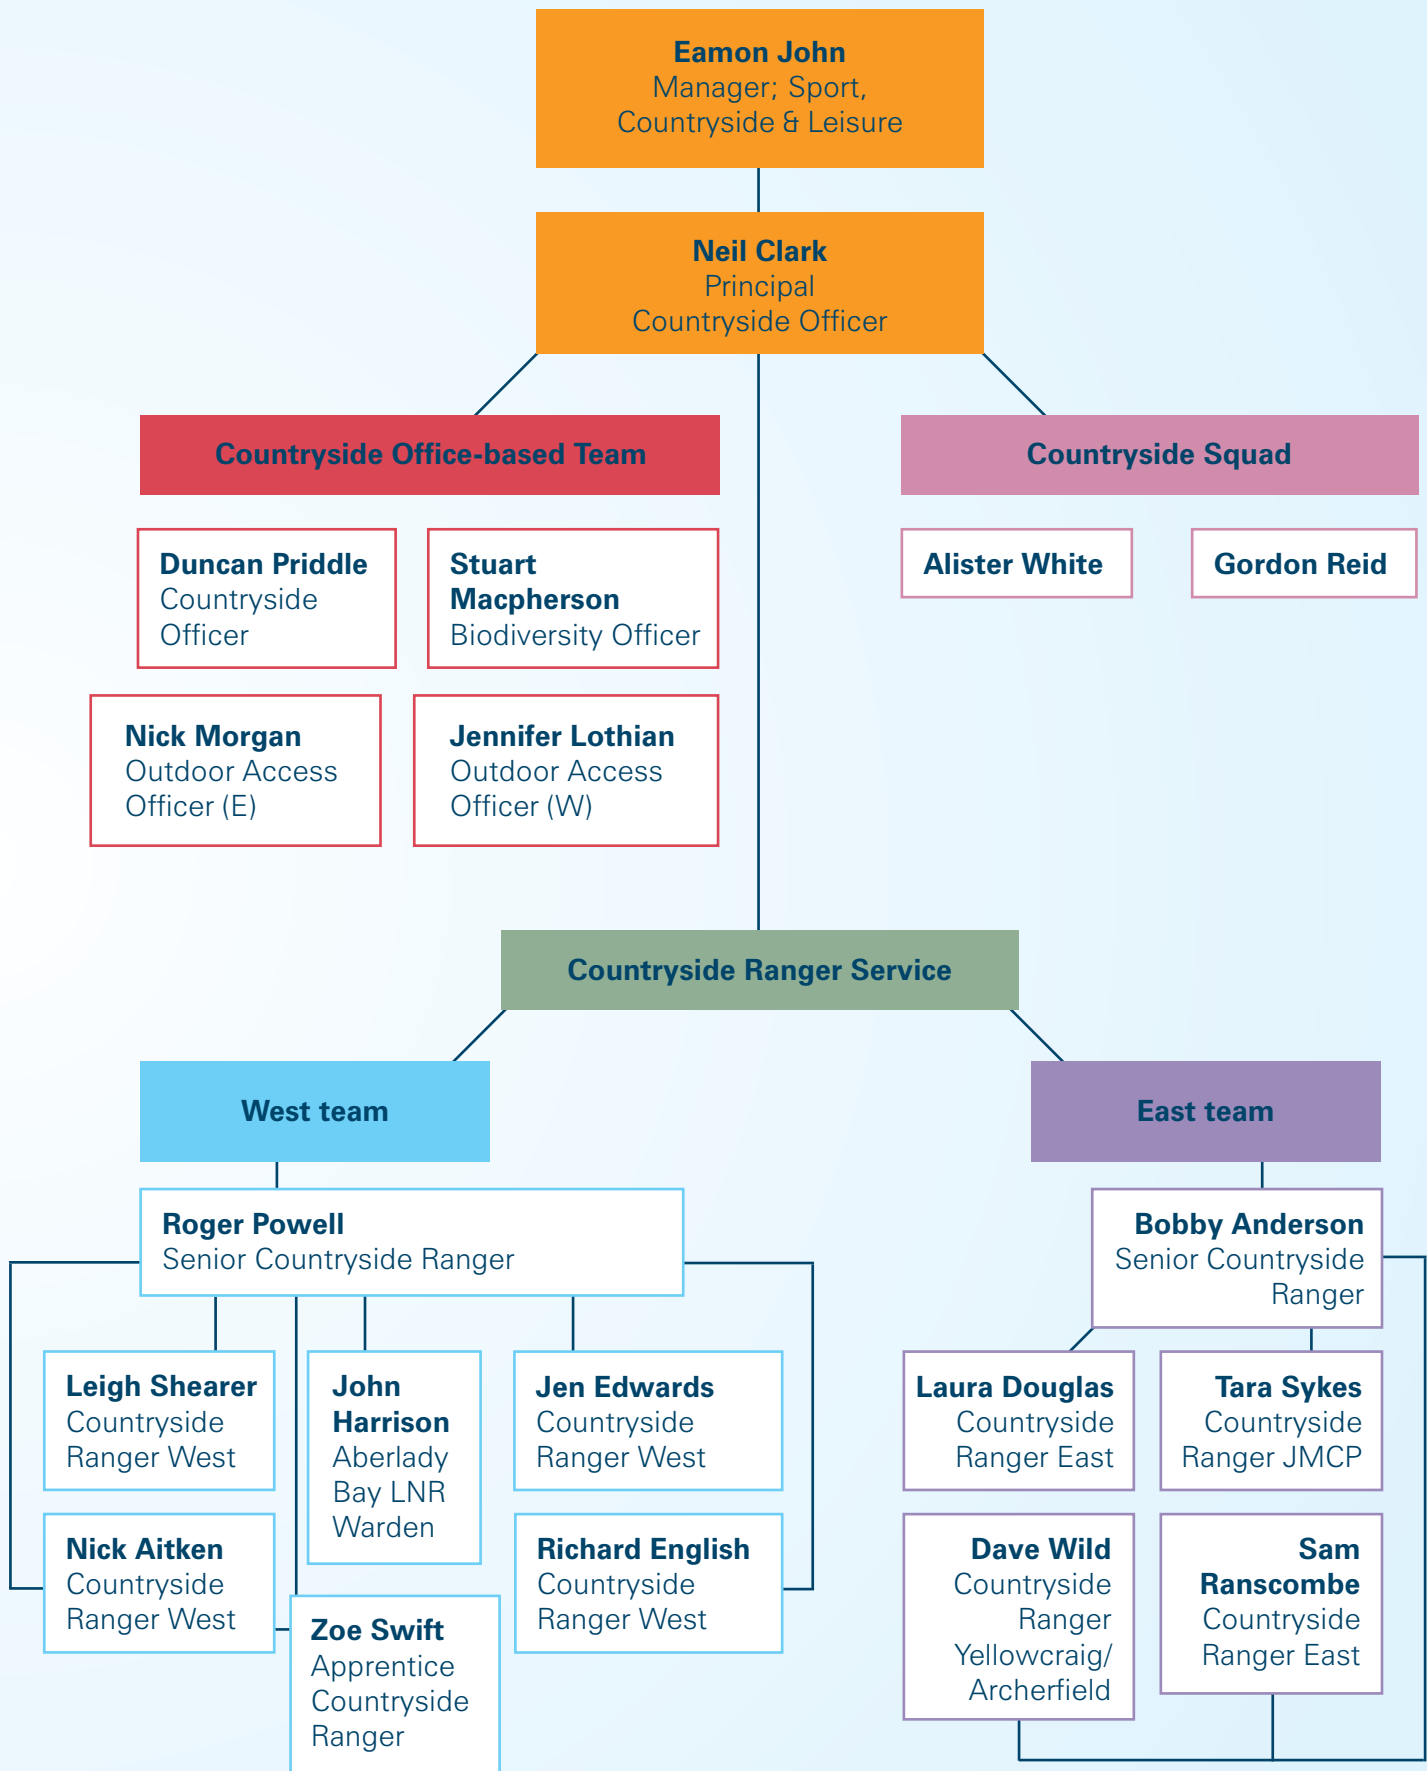 Eamon John
Manager; Sport,
Countryside & Leisure
Neil Clark
Principal
Countryside Officer
Countryside Office-based Team
Countryside Squad
Duncan Priddle
Countryside
Officer
Stuart
Macpherson
Biodiversity Officer
Alister White
Gordon Reid
Nick Morgan
Outdoor Access
Officer (E)
Jennifer Lothian
Outdoor Access
Officer (W)
Countryside Ranger Service
West team
East team
Roger Powell
Senior Countryside Ranger
Bobby Anderson
Senior Countryside
Ranger
Leigh Shearer
Countryside
Ranger West
John
Harrison
Aberlady
Bay LNR
Warden
Jen Edwards
Countryside
Ranger West
Laura Douglas
Countryside
Ranger East
Tara Sykes
Countryside
Ranger JMCP
Nick Aitken
Countryside
Ranger West
Zoe Swift
Apprentice
Countryside
Ranger
Richard English
Countryside
Ranger West
Dave Wild
Countryside
Ranger
Yellowcraig/
Archerfield
Sam
Ranscombe
Countryside
Ranger East